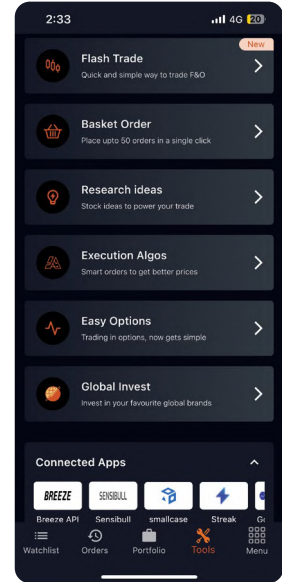 2:33
4G 20
New
Flash Trade
Quick and simple way to trade F&O
Basket Order
Place upto 50 orders in a single click
Research ideas
Stock ideas to power your trade
Execution Algos
Smart orders to get better prices
Easy Options
Trading in options, now gets simple
Global Invest
Invest in your favourite global brands
Connected Apps
BREEZE SENSIBULL
Breeze API Sensibull smallcase Streak
Watchlist Orders Portfolio Tools Menu